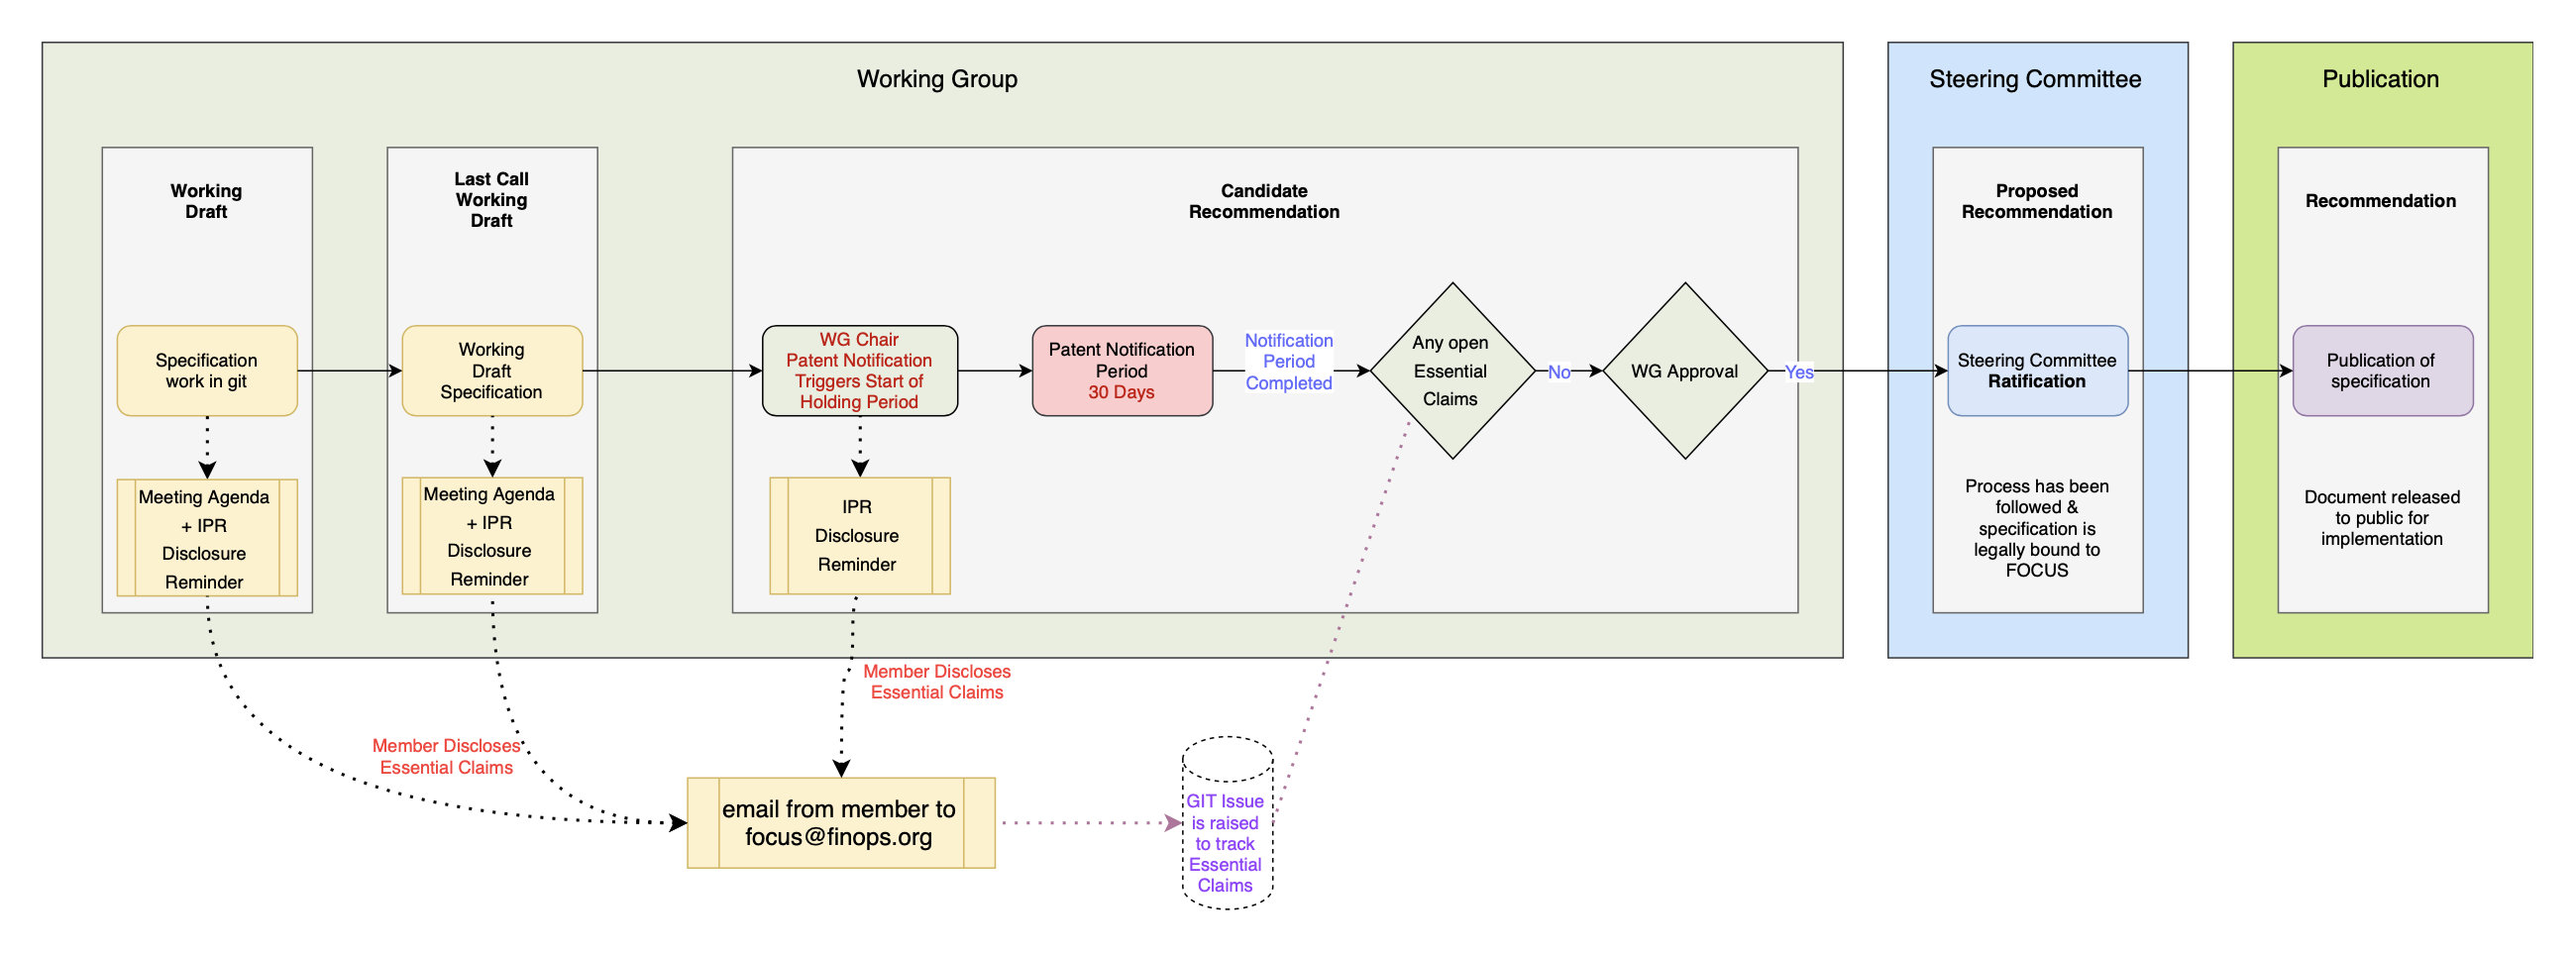 Working Group
Steering Committee
Publication
Working
Draft
Last Call
Working
Draft
Candidate
Recommendation
Proposed
Recommendation
Recommendation
Specification
work in git
Working
Draft
Specification
WG Chair
Patent Notification
Triggers Start of
Holding Period
Patent Notification
Period
30 Days
Notification
Period
Completed
Any open
Essential
Claims
No
WG Approval
Yes
Steering Committee
Ratification
Publication of
specification
Meeting Agenda
+ IPR
Disclosure
Reminder
Meeting Agenda
+ IPR
Disclosure
Reminder
IPR
Disclosure
Reminder
Process has been
followed &
specification is
legally bound to
FOCUS
Document released
to public for
implementation
Member Discloses
Essential Claims
Member Discloses
Essential Claims
email from member to
focus@finops.org
GIT Issue
is raised
to track
Essential
Claims